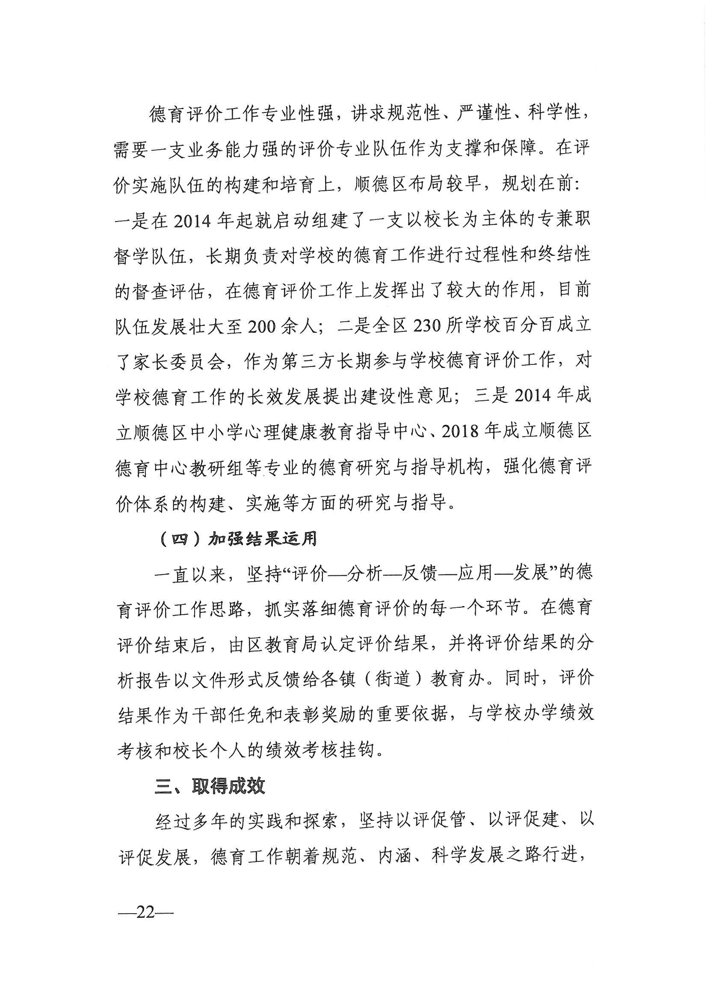 德育评价工作专业性强，讲求规范性、严谨性、科学性，
需要一支业务能力强的评价专业队伍作为支撑和保障。在评
价实施队伍的构建和培育上，顺德区布局较早，规划在前：
一是在 2014 年起就启动组建了一支以校长为主体的专兼职
督学队伍，长期负责对学校的德育工作进行过程性和终结性
的督查评估，在德育评价工作上发挥出了较大的作用，目前
队伍发展壮大至 200 余人；二是全区 230 所学校百分百成立
了家长委员会，作为第三方长期参与学校德育评价工作，对
学校德育工作的长效发展提出建设性意见；三是 2014 年成
立顺德区中小学心理健康教育指导中心、2018 年成立顺德区
德育中心教研组等专业的德育研究与指导机构，强化德育评
价体系的构建、实施等方面的研究与指导。
（四）加强结果运用
一直以来，坚持“评价—分析—反馈—应用—发展”的德
育评价工作思路，抓实落细德育评价的每一个环节。在德育
评价结束后，由区教育局认定评价结果，并将评价结果的分
析报告以文件形式反馈给各镇（街道）教育办。同时，评价
结果作为干部任免和表彰奖励的重要依据，与学校办学绩效
考核和校长个人的绩效考核挂钩。
三、取得成效
经过多年的实践和探索，坚持以评促管、以评促建、以
评促发展，德育工作朝着规范、内涵、科学发展之路行进，
—22—